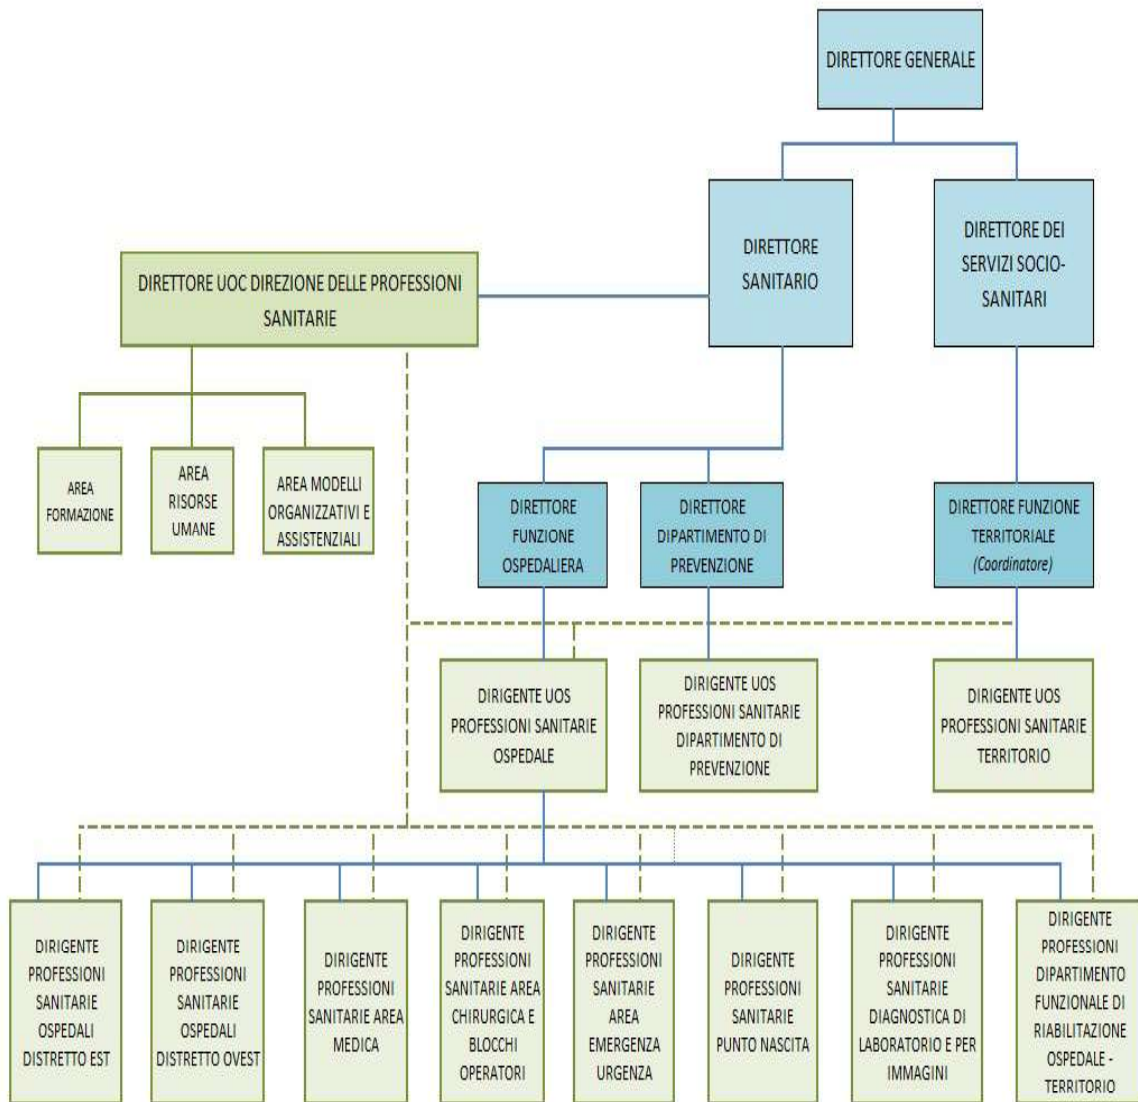 DIRETTORE GENERALE
DIRETTORE
SANITARIO
DIRETTORE DEI
SERVIZI SOCIO-
SANITARI
DIRETTORE UOC DIREZIONE DELLE PROFESSIONI
SANITARIE
AREA
FORMAZIONE
AREA
RISORSE
UMANE
AREA MODELLI
ORGANIZZATIVI E
ASSISTENZIALI
DIRETTORE
FUNZIONE
OSPEDALIERA
DIRETTORE
DIPARTIMENTO DI
PREVENZIONE
DIRETTORE FUNZIONE
TERRITORIALE
(Coordinatore)
DIRIGENTE UOS
PROFESSIONI SANITARIE
OSPEDALE
DIRIGENTE UOS
PROFESSIONI SANITARIE
DIPARTIMENTO DI
PREVENZIONE
DIRIGENTE UOS
PROFESSIONI SANITARIE
TERRITORIO
DIRIGENTE
PROFESSIONI
SANITARIE
OSPEDALI
DISTRETTO EST
DIRIGENTE
PROFESSIONI
SANITARIE
OSPEDALI
DISTRETTO OVEST
DIRIGENTE
PROFESSIONI
SANITARIE AREA
MEDICA
DIRIGENTE
PROFESSIONI
SANITARIE AREA
CHIRURGICA E
BLOCCHI
OPERATORI
DIRIGENTE
PROFESSIONI
SANITARIE
AREA
EMERGENZA
URGENZA
DIRIGENTE
PROFESSIONI
SANITARIE
PUNTO NASCITA
DIRIGENTE
PROFESSIONI
SANITARIE
DIAGNOSTICA DI
LABORATORIO E PER
IMMAGINI
DIRIGENTE
PROFESSIONI
DIPARTIMENTO
FUNZIONALE DI
RIABILITAZIONE
OSPEDALE -
TERRITORIO